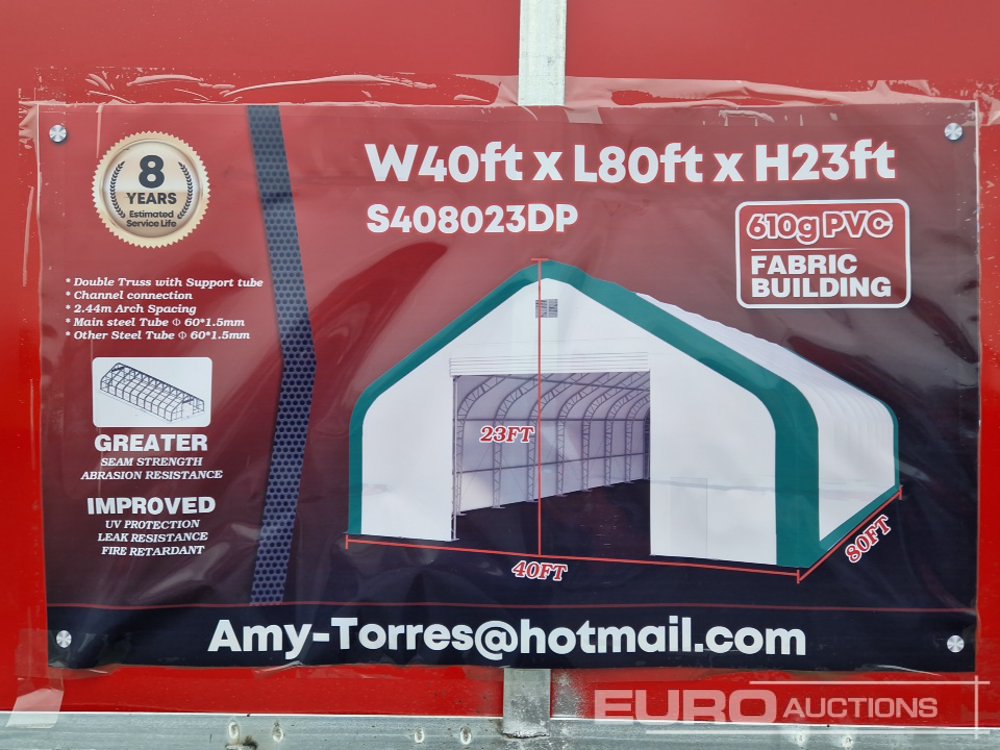 8
YEARS
Estimated
Service Life
W40ft x L80ft x H23ft
S408023DP
610g PVC
FABRIC
BUILDING
* Double Truss with Support tube
* Channel connection
* 2.44m Arch Spacing
* Main steel Tube Φ 60*1.5mm
* Other Steel Tube Φ 60*1.5mm
GREATER
SEAM STRENGTH
ABRASION RESISTANCE
IMPROVED
UV PROTECTION
LEAK RESISTANCE
FIRE RETARDANT
23FT
40FT
80FT
Amy-Torres@hotmail.com
EURO AUCTIONS